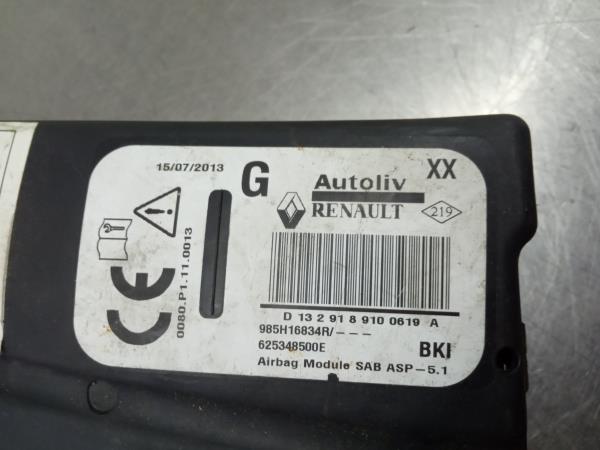 15/07/2013
G
Autoliv
XX
RENAULT
219
0080.P1.11.0013
CE
D 13 2 91 8 910 0619 A
985H16834R/– – –
625348500E
BKI
Airbag Module SAB ASP–5.1